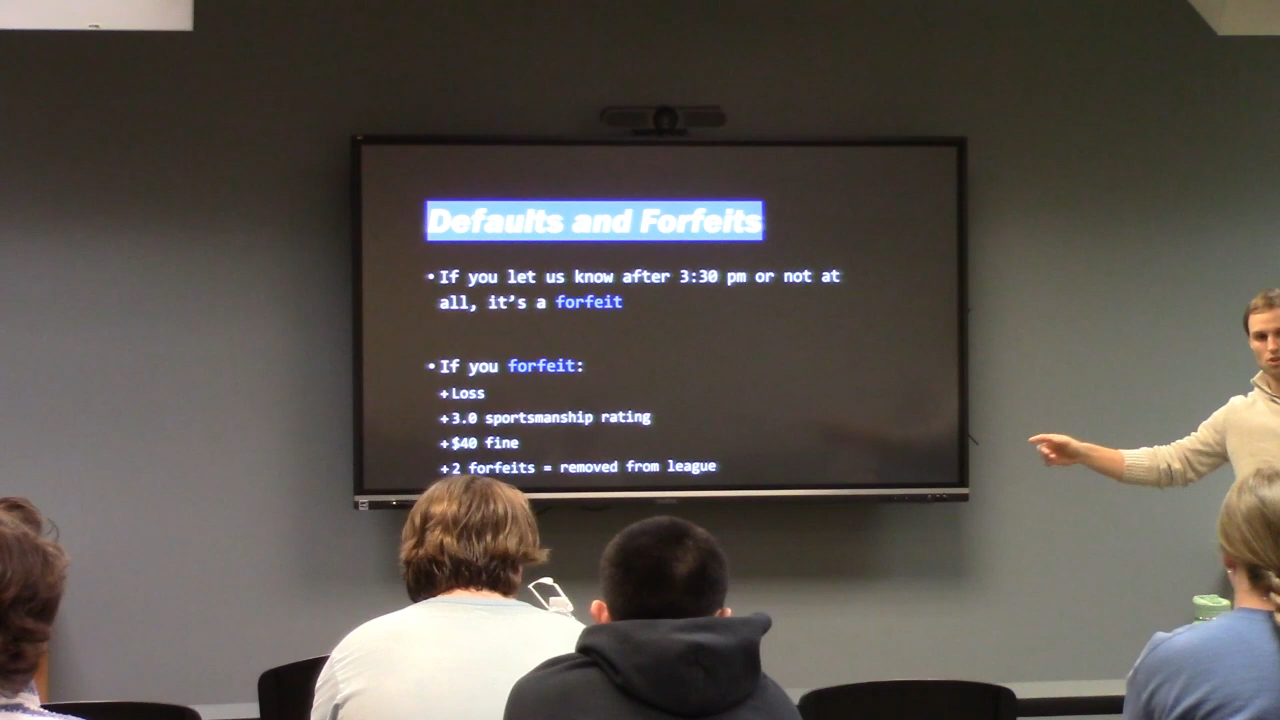 Defaults and Forfeits
• If you let us know after 3:30 pm or not at
all, it’s a forfeit
• If you forfeit:
+ Loss
+ 3.0 sportsmanship rating
+ $40 fine
+ 2 forfeits = removed from league